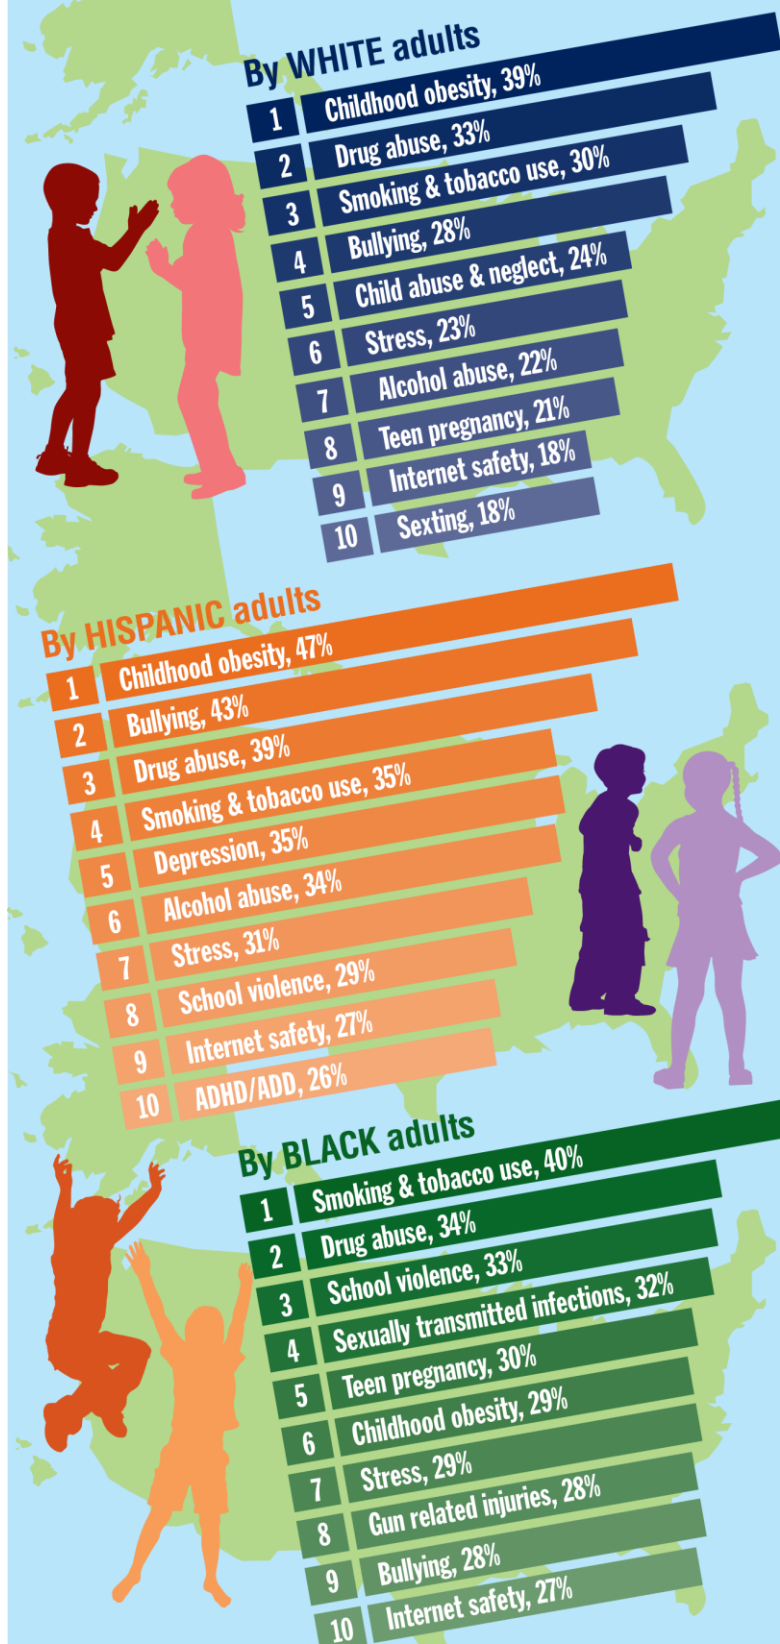 By WHITE adults
1 Childhood obesity, 39%
2 Drug abuse, 33%
3 Smoking & tobacco use, 30%
4 Bullying, 28%
5 Child abuse & neglect, 24%
6 Stress, 23%
7 Alcohol abuse, 22%
8 Teen pregnancy, 21%
9 Internet safety, 18%
10 Sexting, 18%
By HISPANIC adults
1 Childhood obesity, 47%
2 Bullying, 43%
3 Drug abuse, 39%
4 Smoking & tobacco use, 35%
5 Depression, 35%
6 Alcohol abuse, 34%
7 Stress, 31%
8 School violence, 29%
9 Internet safety, 27%
10 ADHD/ADD, 26%
By BLACK adults
1 Smoking & tobacco use, 40%
2 Drug abuse, 34%
3 School violence, 33%
4 Sexually transmitted infections, 32%
5 Teen pregnancy, 30%
6 Childhood obesity, 29%
7 Stress, 29%
8 Gun related injuries, 28%
9 Bullying, 28%
10 Internet safety, 27%